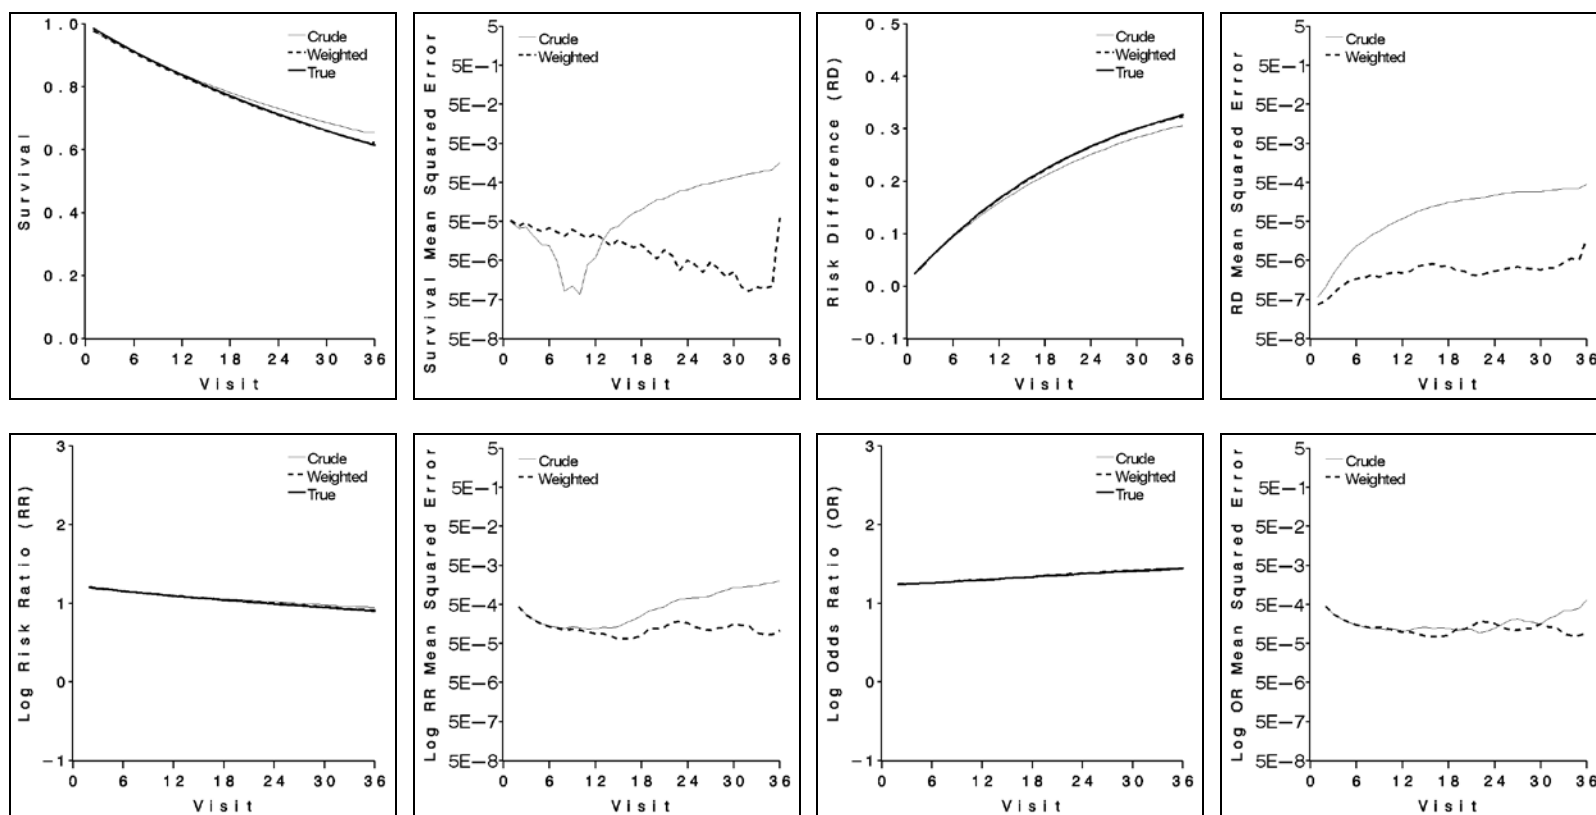 Survival
1.0
0.8
0.6
0.4
0.2
0.0
Crude
Weighted
True
0 6 12 18 24 30 36
Visit
Survival Mean Squared Error
5
5E−1
5E−2
5E−3
5E−4
5E−5
5E−6
5E−7
5E−8
Crude
Weighted
0 6 12 18 24 30 36
Visit
Risk Difference (RD)
0.5
0.4
0.3
0.2
0.1
0.0
−0.1
Crude
Weighted
True
0 6 12 18 24 30 36
Visit
RD Mean Squared Error
5
5E−1
5E−2
5E−3
5E−4
5E−5
5E−6
5E−7
5E−8
Crude
Weighted
0 6 12 18 24 30 36
Visit
Log Risk Ratio (RR)
3
2
1
0
−1
Crude
Weighted
True
0 6 12 18 24 30 36
Visit
Log RR Mean Squared Error
5
5E−1
5E−2
5E−3
5E−4
5E−5
5E−6
5E−7
5E−8
Crude
Weighted
0 6 12 18 24 30 36
Visit
Log Odds Ratio (OR)
3
2
1
0
−1
Crude
Weighted
True
0 6 12 18 24 30 36
Visit
Log OR Mean Squared Error
5
5E−1
5E−2
5E−3
5E−4
5E−5
5E−6
5E−7
5E−8
Crude
Weighted
0 6 12 18 24 30 36
Visit